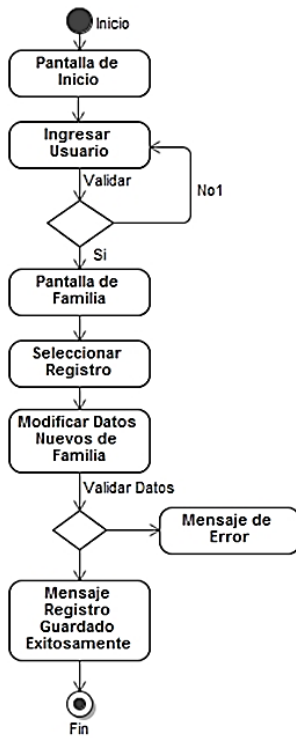 Inicio
Pantalla de
Inicio
Ingresar
Usuario
Validar
No1
Si
Pantalla de
Familia
Seleccionar
Registro
Modificar Datos
Nuevos de
Familia
Validar Datos
Mensaje de
Error
Mensaje
Registro
Guardado
Exitosamente
Fin